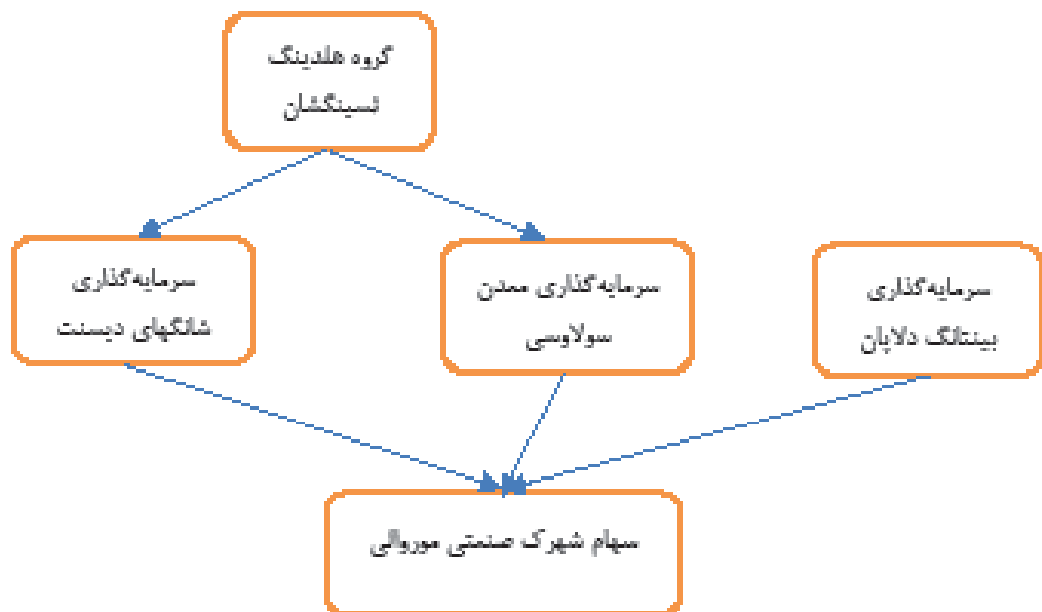 گروه هلدینگ
تسینگشان
سرمایه‌گذاری
شانگهای دیسنت
سرمایه‌گذاری معدن
سولاوسی
سرمایه‌گذاری
بینتانگ دلاپان
سهام شهرک صنعتی موروالی